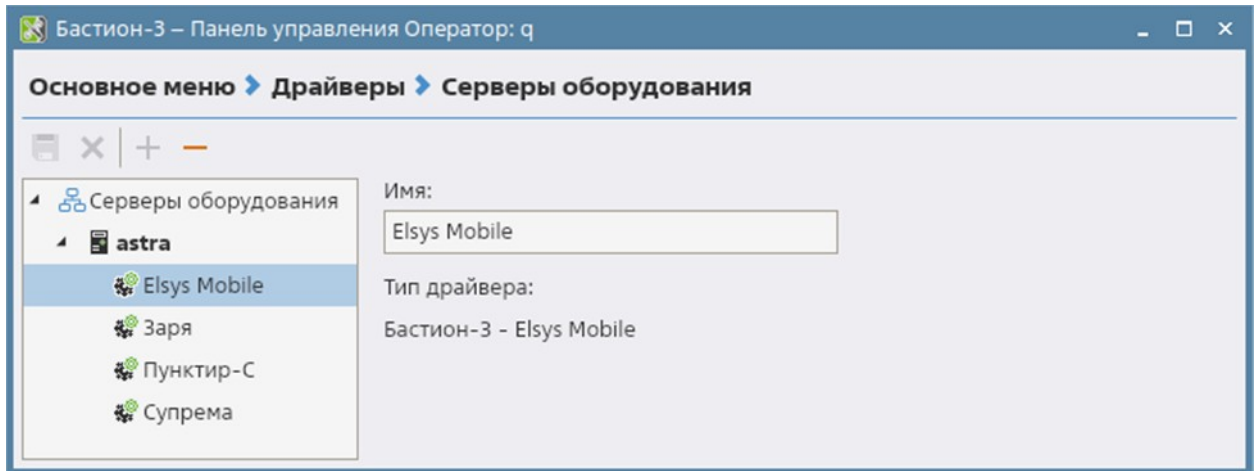 Бастион-3 – Панель управления Оператор: q
Основное меню Драйверы Серверы оборудования
Серверы оборудования
astra
Elsys Mobile
Заря
Пунктир-С
Супрема
Имя:
Elsys Mobile
Тип драйвера:
Бастион-3 - Elsys Mobile